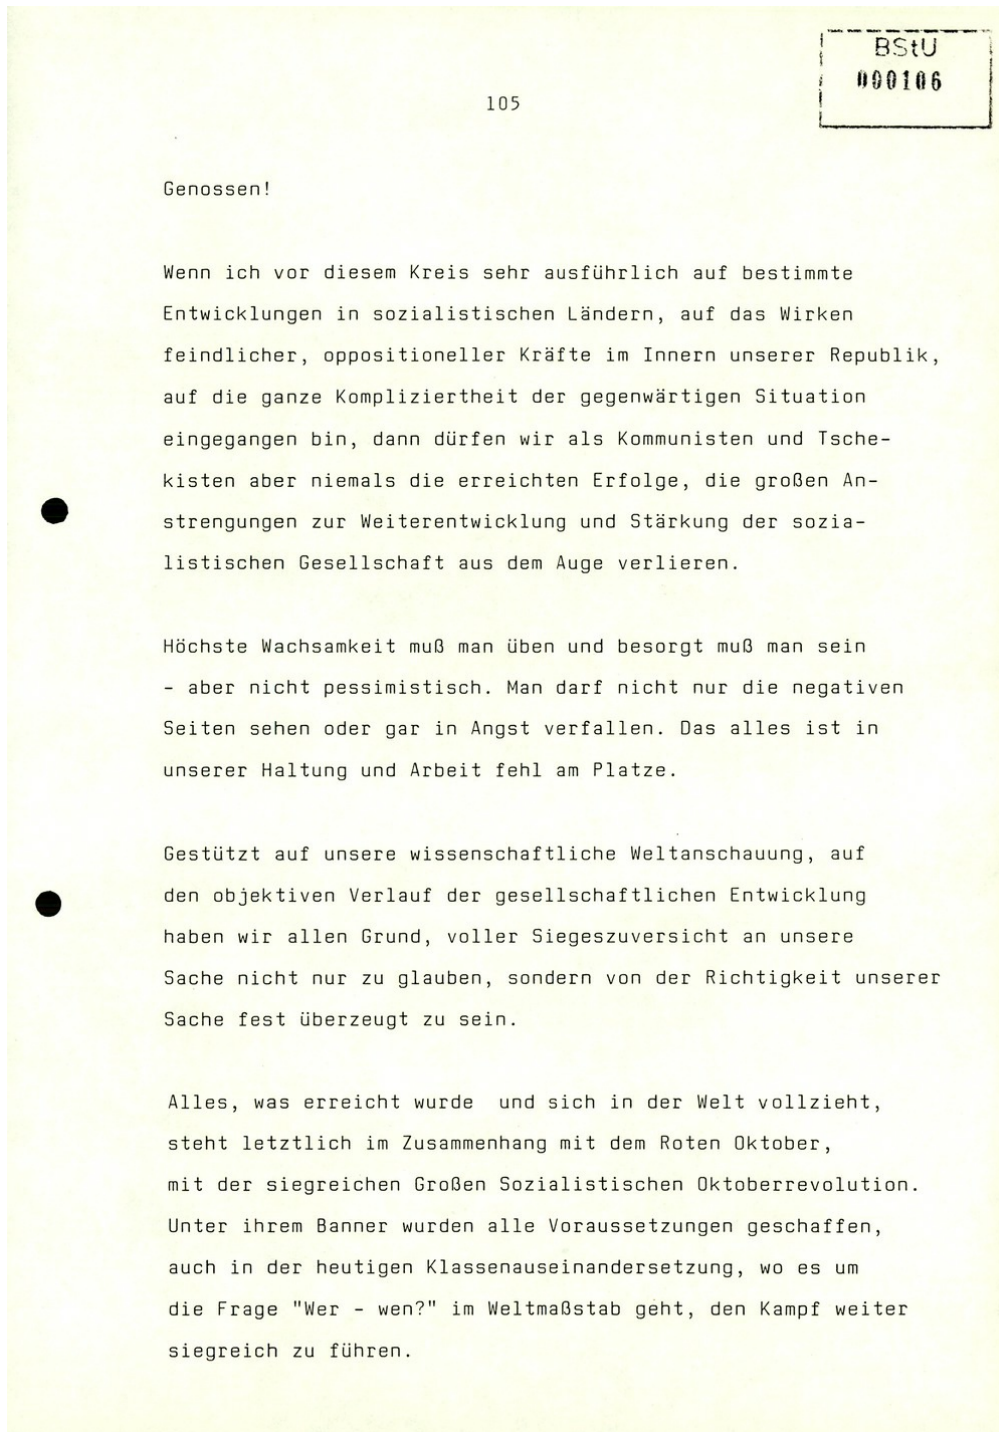 BStU
000106
105
Genossen!
Wenn ich vor diesem Kreis sehr ausführlich auf bestimmte
Entwicklungen in sozialistischen Ländern, auf das Wirken
feindlicher, oppositioneller Kräfte im Innern unserer Republik,
auf die ganze Kompliziertheit der gegenwärtigen Situation
eingegangen bin, dann dürfen wir als Kommunisten und Tsche-
kisten aber niemals die erreichten Erfolge, die großen An-
strengungen zur Weiterentwicklung und Stärkung der sozia-
listischen Gesellschaft aus dem Auge verlieren.
Höchste Wachsamkeit muß man üben und besorgt muß man sein
- aber nicht pessimistisch. Man darf nicht nur die negativen
Seiten sehen oder gar in Angst verfallen. Das alles ist in
unserer Haltung und Arbeit fehl am Platze.
Gestützt auf unsere wissenschaftliche Weltanschauung, auf
den objektiven Verlauf der gesellschaftlichen Entwicklung
haben wir allen Grund, voller Siegeszuversicht an unsere
Sache nicht nur zu glauben, sondern von der Richtigkeit unserer
Sache fest überzeugt zu sein.
Alles, was erreicht wurde  und sich in der Welt vollzieht,
steht letztlich im Zusammenhang mit dem Roten Oktober,
mit der siegreichen Großen Sozialistischen Oktoberrevolution.
Unter ihrem Banner wurden alle Voraussetzungen geschaffen,
auch in der heutigen Klassenauseinandersetzung, wo es um
die Frage "Wer - wen?" im Weltmaßstab geht, den Kampf weiter
siegreich zu führen.